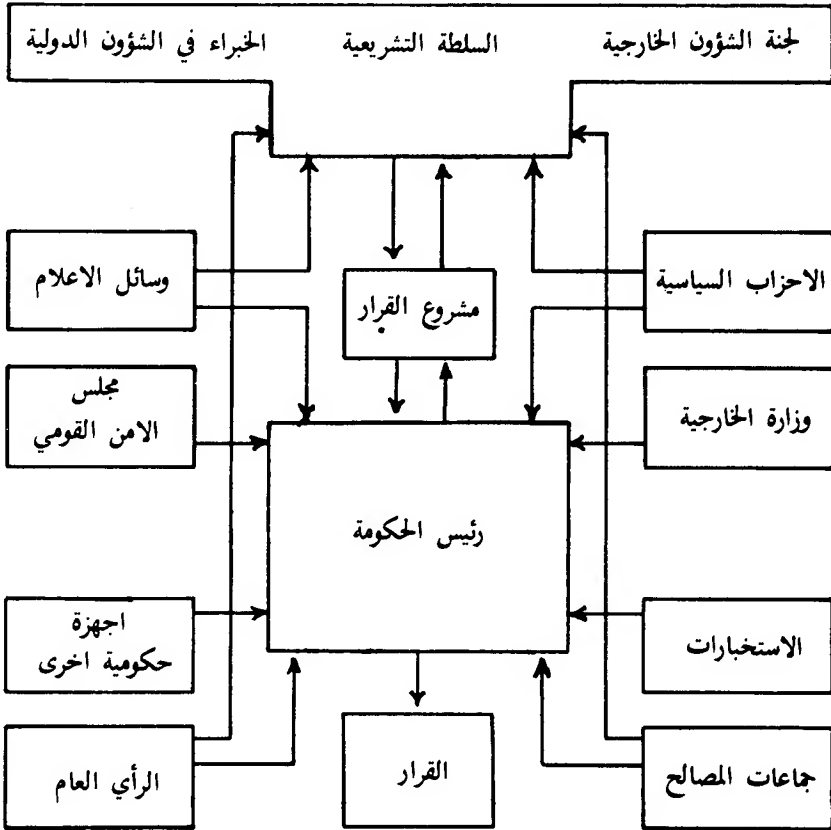 لجنة الشؤون الخارجية
السلطة التشريعية
الخبراء في الشؤون الدولية
الاحزاب السياسية
مشروع القرار
وسائل الاعلام
وزارة الخارجية
مجلس
الامن القومي
رئيس الحكومة
الاستخبارات
اجهزة
حكومية اخرى
جماعات المصالح
القرار
الرأي العام